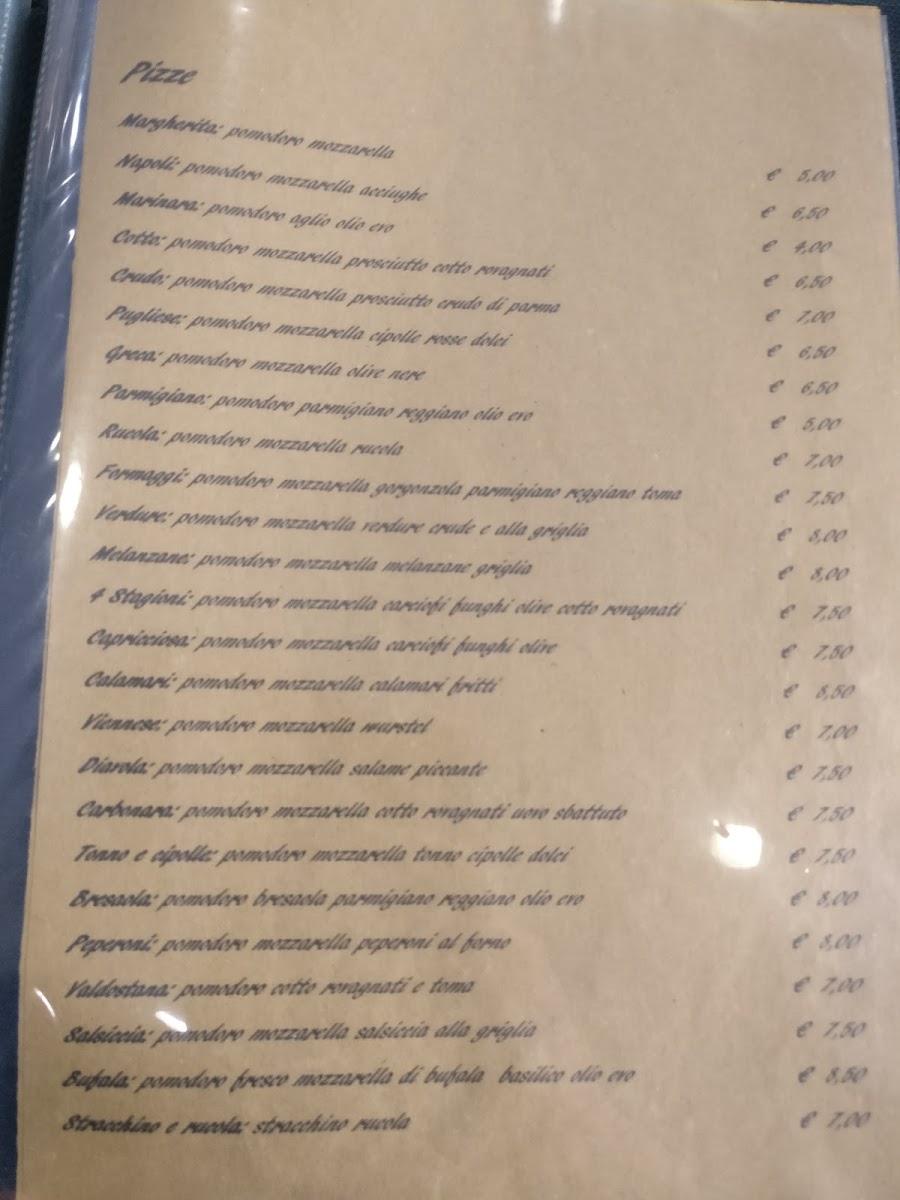 Pizze
Margherita: pomodoro mozzarella € 5,00
Napoli: pomodoro mozzarella acciughe € 6,50
Marinara: pomodoro aglio olio evo € 4,00
Cotto: pomodoro mozzarella prosciutto cotto rovagnati € 6,50
Crudo: pomodoro mozzarella prosciutto crudo di parma € 7,00
Pugliese: pomodoro mozzarella cipolle rosse dolci € 6,50
Greca: pomodoro mozzarella olive nere € 6,50
Parmigiano: pomodoro parmigiano reggiano olio evo € 5,00
Rucola: pomodoro mozzarella rucola € 7,00
Formaggi: pomodoro mozzarella gorgonzola parmigiano reggiano toma € 7,50
Verdure: pomodoro mozzarella verdure crude e alla griglia € 8,00
Melanzane: pomodoro mozzarella melanzane griglia € 8,00
4 Stagioni: pomodoro mozzarella carciofi funghi olive cotto rovagnati € 7,50
Capricciosa: pomodoro mozzarella carciofi funghi olive € 7,50
Calamari: pomodoro mozzarella calamari fritti € 8,50
Viennese: pomodoro mozzarella wurstel € 7,00
Diavola: pomodoro mozzarella salame piccante € 7,50
Carbonara: pomodoro mozzarella cotto rovagnati uovo sbattuto € 7,50
Tonno e cipolle: pomodoro mozzarella tonno cipolle dolci € 7,50
Bresaola: pomodoro bresaola parmigiano reggiano olio evo € 8,00
Peperoni: pomodoro mozzarella peperoni al forno € 8,00
Valdostana: pomodoro cotto rovagnati e toma € 7,00
Salsiccia: pomodoro mozzarella salsiccia alla griglia € 7,50
Bufala: pomodoro fresco mozzarella di bufala basilico olio evo € 8,50
Stracchino e rucola: stracchino rucola € 7,00